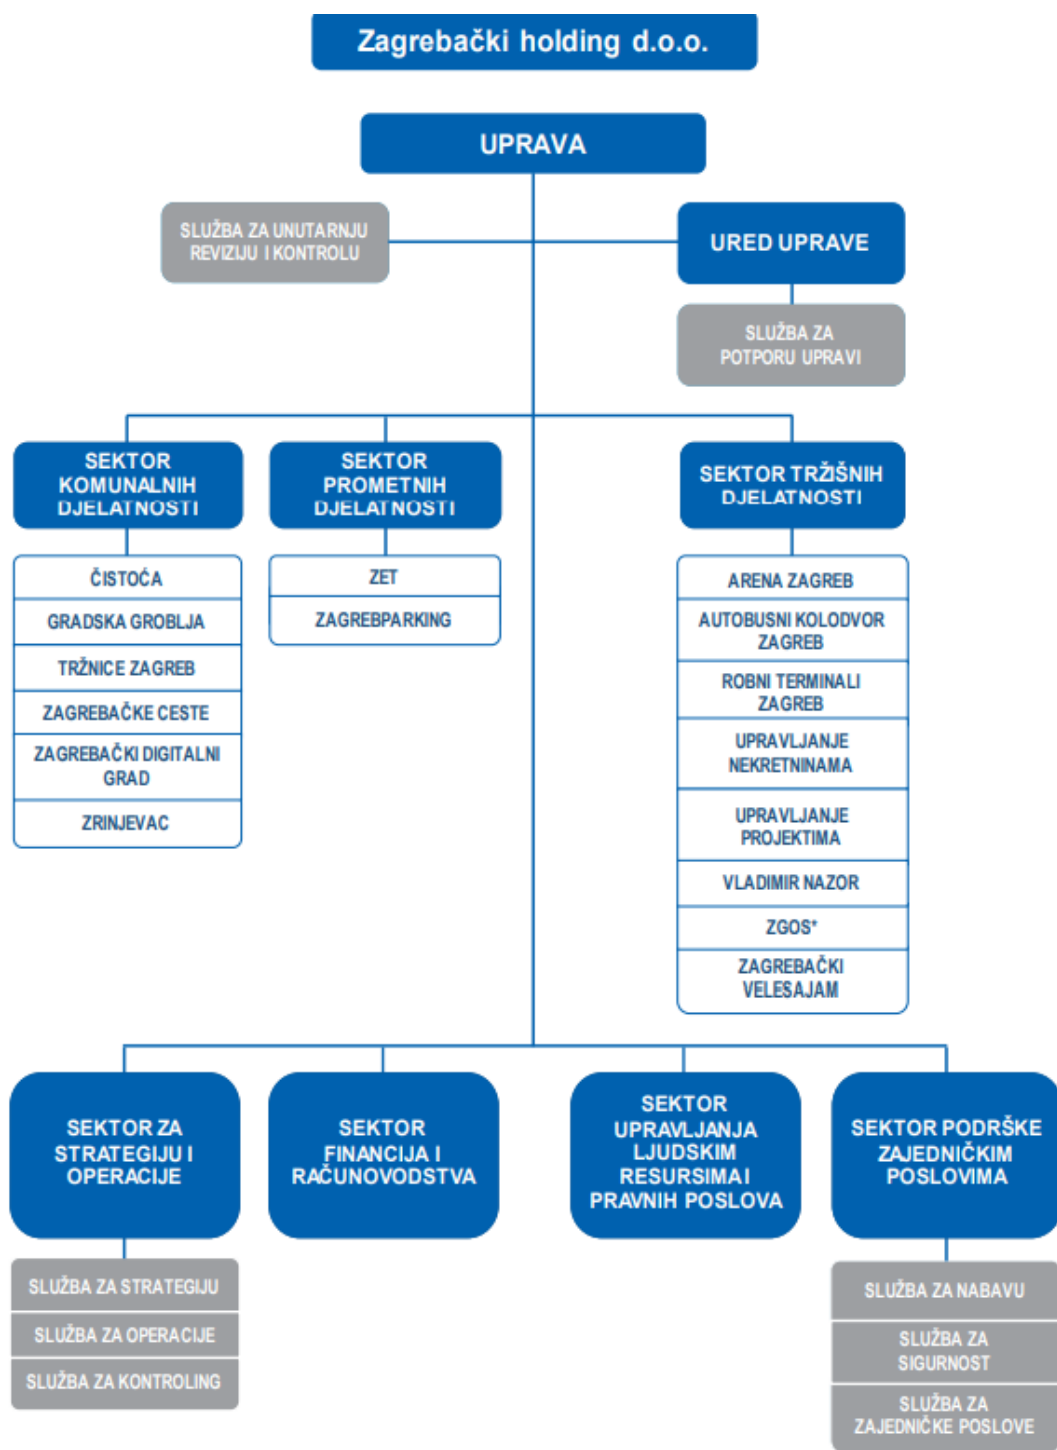 Zagrebački holding d.o.o.
UPRAVA
SLUŽBA ZA UNUTARNJU
REVIZIJU I KONTROLU
URED UPRAVE
SLUŽBA ZA
POTPORU UPRAVI
SEKTOR
KOMUNALNIH
DJELATNOSTI
ČISTOĆA
GRADSKA GROBLJA
TRŽNICE ZAGREB
ZAGREBAČKE CESTE
ZAGREBAČKI DIGITALNI
GRAD
ZRINJEVAC
SEKTOR
PROMETNIH
DJELATNOSTI
ZET
ZAGREBPARKING
SEKTOR TRŽIŠNIH
DJELATNOSTI
ARENA ZAGREB
AUTOBUSNI KOLODVOR
ZAGREB
ROBNI TERMINALI
ZAGREB
UPRAVLJANJE
NEKRETNINAMA
UPRAVLJANJE
PROJEKTIMA
VLADIMIR NAZOR
ZGOS*
ZAGREBAČKI
VELESAJAM
SEKTOR ZA
STRATEGIJU I
OPERACIJE
SLUŽBA ZA STRATEGIJU
SLUŽBA ZA OPERACIJE
SLUŽBA ZA KONTROLING
SEKTOR
FINANCIJA I
RAČUNOVODSTVA
SEKTOR
UPRAVLJANJA
LJUDSKIM
RESURSIMA I
PRAVNIH POSLOVA
SEKTOR PODRŠKE
ZAJEDNIČKIM
POSLOVIMA
SLUŽBA ZA NABAVU
SLUŽBA ZA
SIGURNOST
SLUŽBA ZA
ZAJEDNIČKE POSLOVE